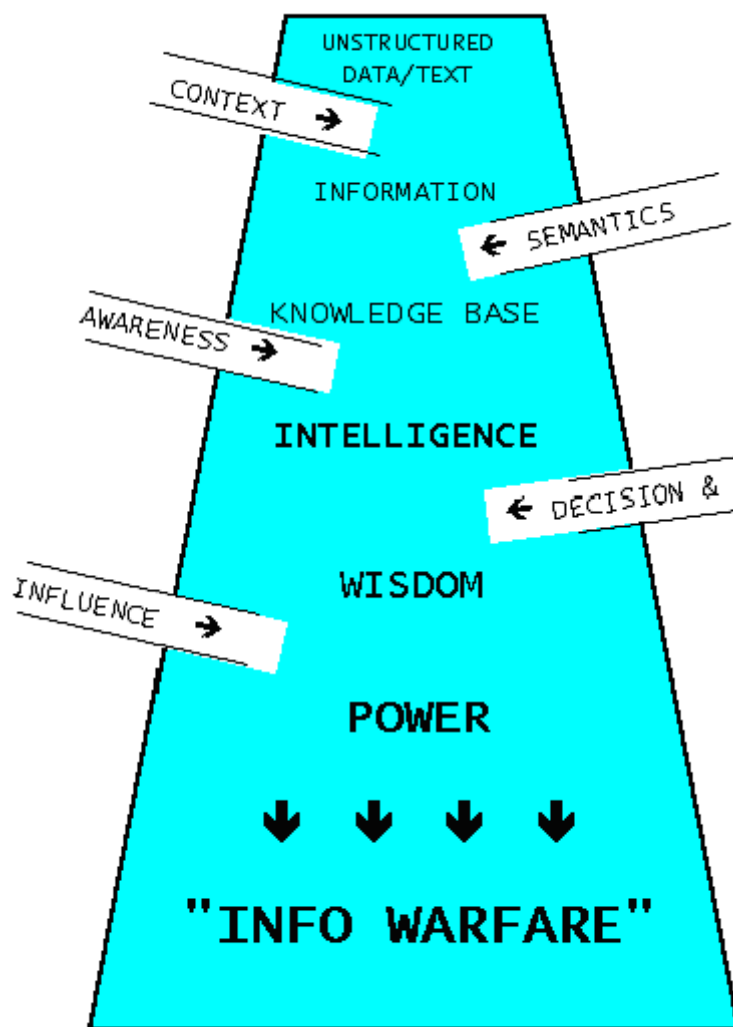 UNSTRUCTURED
DATA/TEXT
CONTEXT →
INFORMATION
← SEMANTICS
KNOWLEDGE BASE
AWARENESS →
INTELLIGENCE
← DECISION &
WISDOM
INFLUENCE →
POWER
↓ ↓ ↓ ↓
"INFO WARFARE"